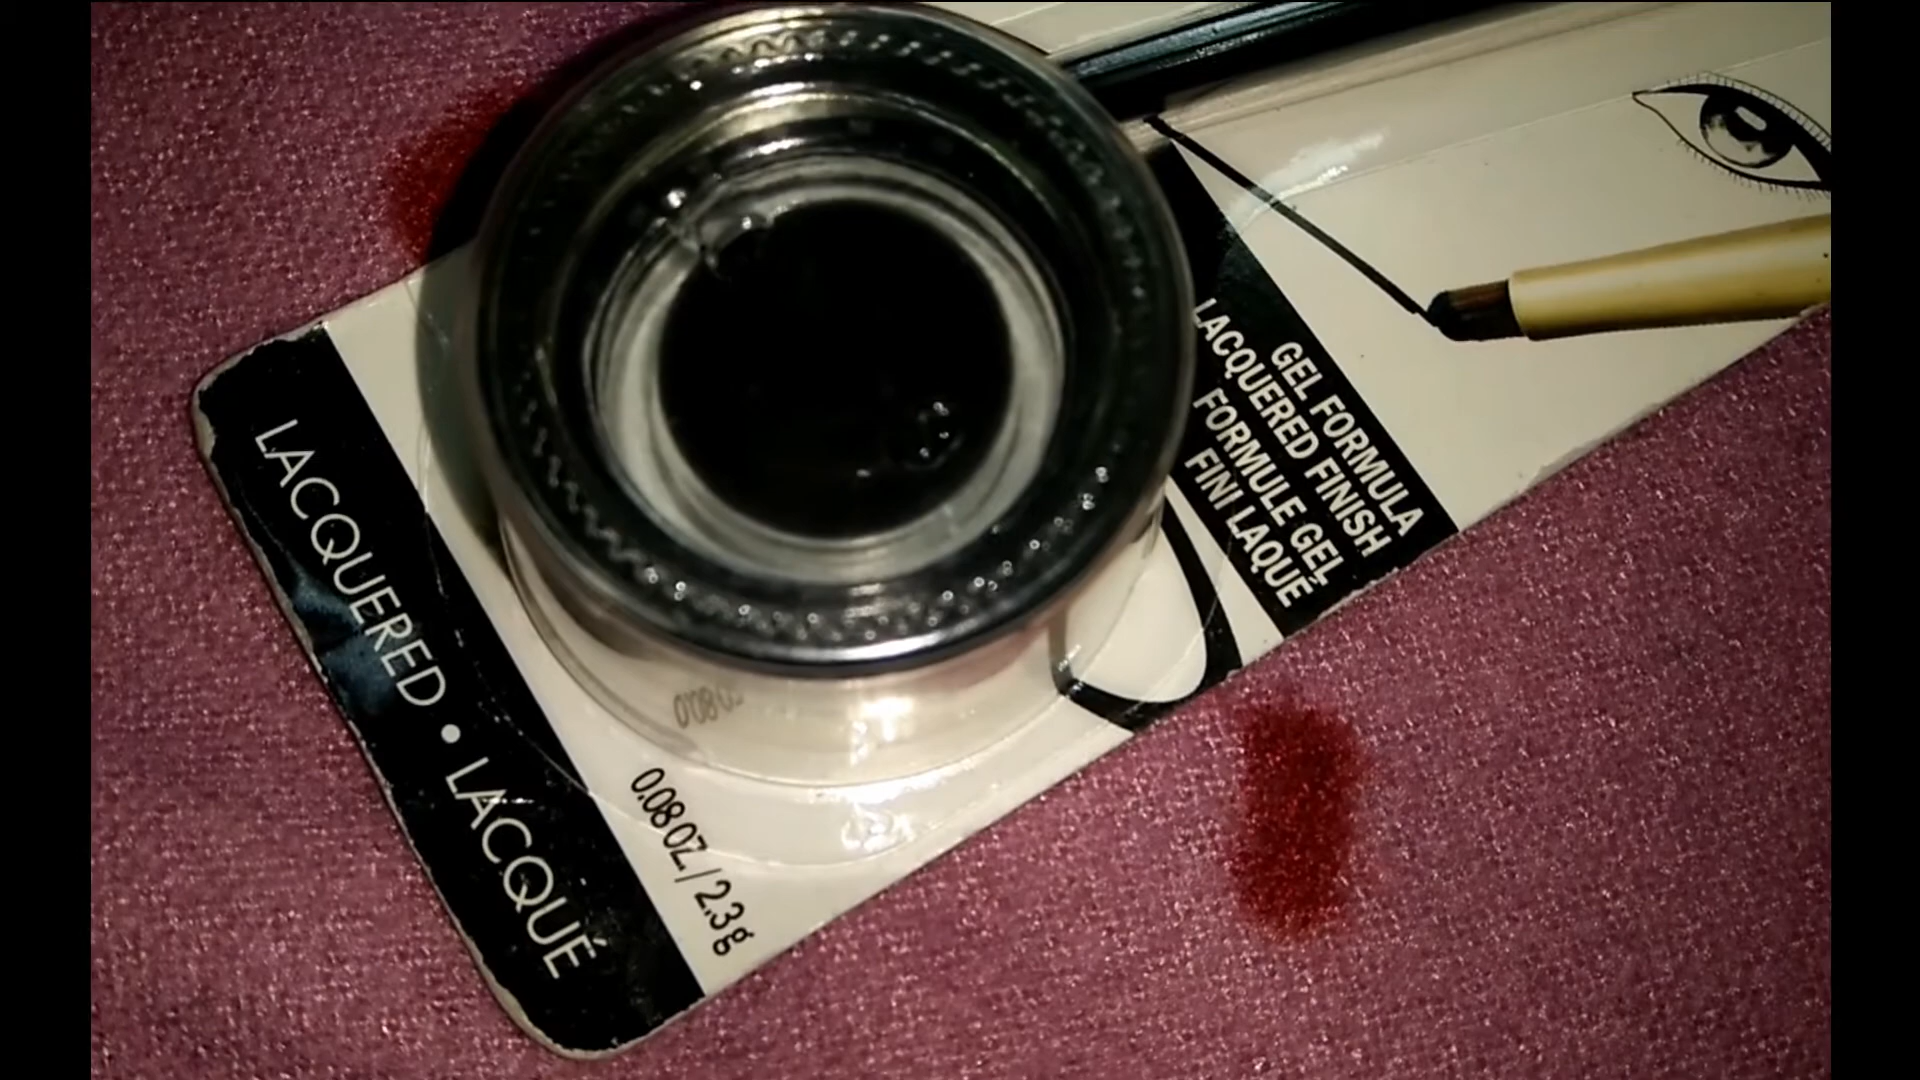 GEL FORMULA
LACQUERED FINISH
FORMULE GEL
FINI LAQUÉ
LACQUERED • LACQUÉ
0.08 OZ. / 2.3 g